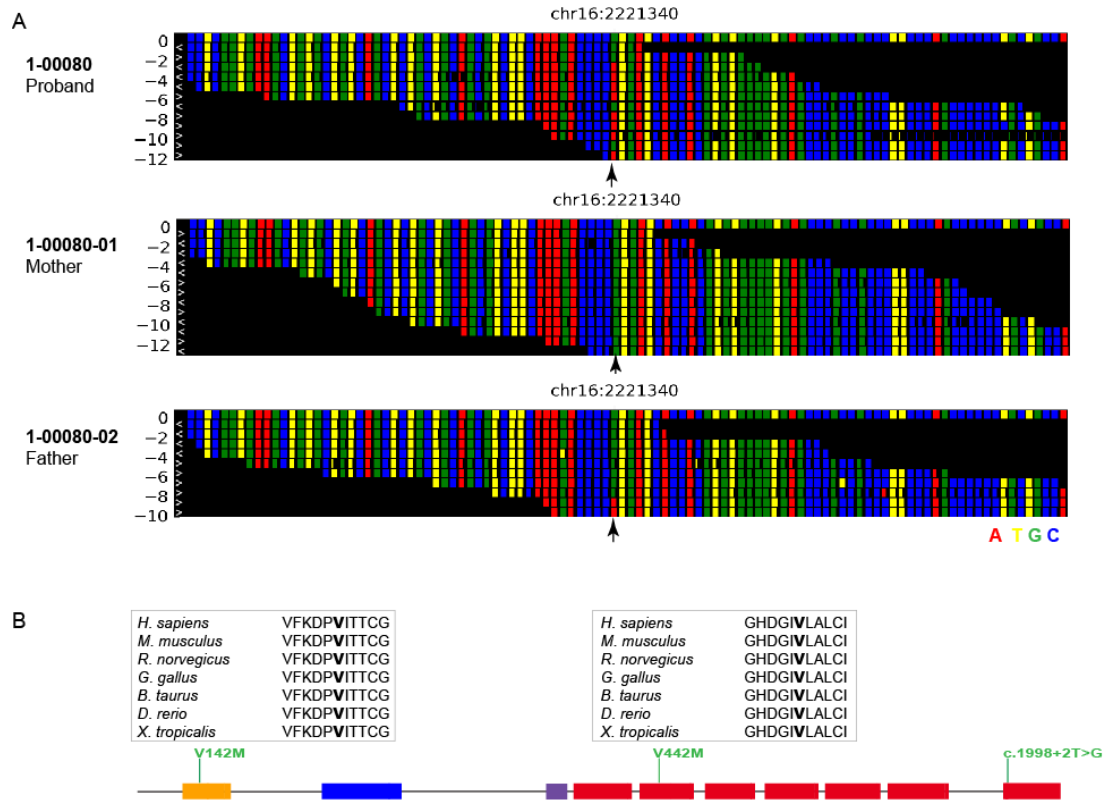 A
chr16:2221340
1-00080
Proband
0
−2
−4
−6
−8
−10
−12
chr16:2221340
1-00080-01
Mother
0
−2
−4
−6
−8
−10
−12
chr16:2221340
1-00080-02
Father
0
−2
−4
−6
−8
−10
A T G C
B
H. sapiens VFKDPVITTCG
M. musculus VFKDPVITTCG
R. norvegicus VFKDPVITTCG
G. gallus VFKDPVITTCG
B. taurus VFKDPVITTCG
D. rerio VFKDPVITTCG
X. tropicalis VFKDPVITTCG
H. sapiens GHDGIVLALCI
M. musculus GHDGIVLALCI
R. norvegicus GHDGIVLALCI
G. gallus GHDGIVLALCI
B. taurus GHDGIVLALCI
D. rerio GHDGIVLALCI
X. tropicalis GHDGIVLALCI
V142M
V442M
c.1998+2T>G